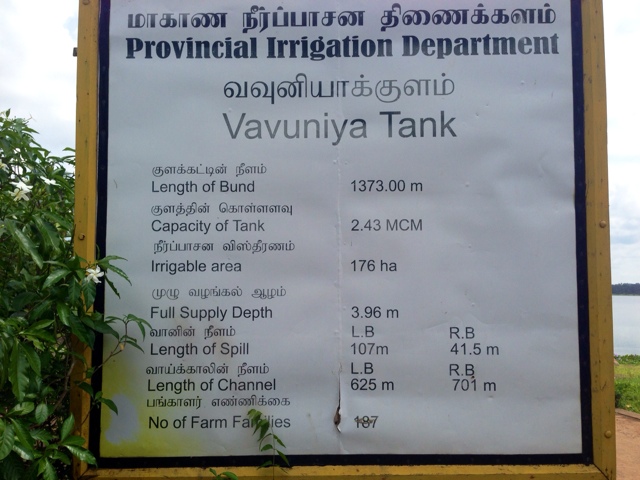 மாகாண நீர்ப்பாசன திணைக்களம்
Provincial Irrigation Department
வவுனியாக்குளம்
Vavuniya Tank
குளக்கட்டின் நீளம்
Length of Bund 1373.00 m
குளத்தின் கொள்ளளவு
Capacity of Tank 2.43 MCM
நீர்ப்பாசன விஸ்தீரணம்
Irrigable area 176 ha
முழு வழங்கல் ஆழம்
Full Supply Depth 3.96 m
வானின் நீளம் L.B R.B
Length of Spill 107m 41.5 m
வாய்க்காலின் நீளம் L.B R.B
Length of Channel 625 m 701 m
பங்காளர் எண்ணிக்கை
No of Farm Families 187